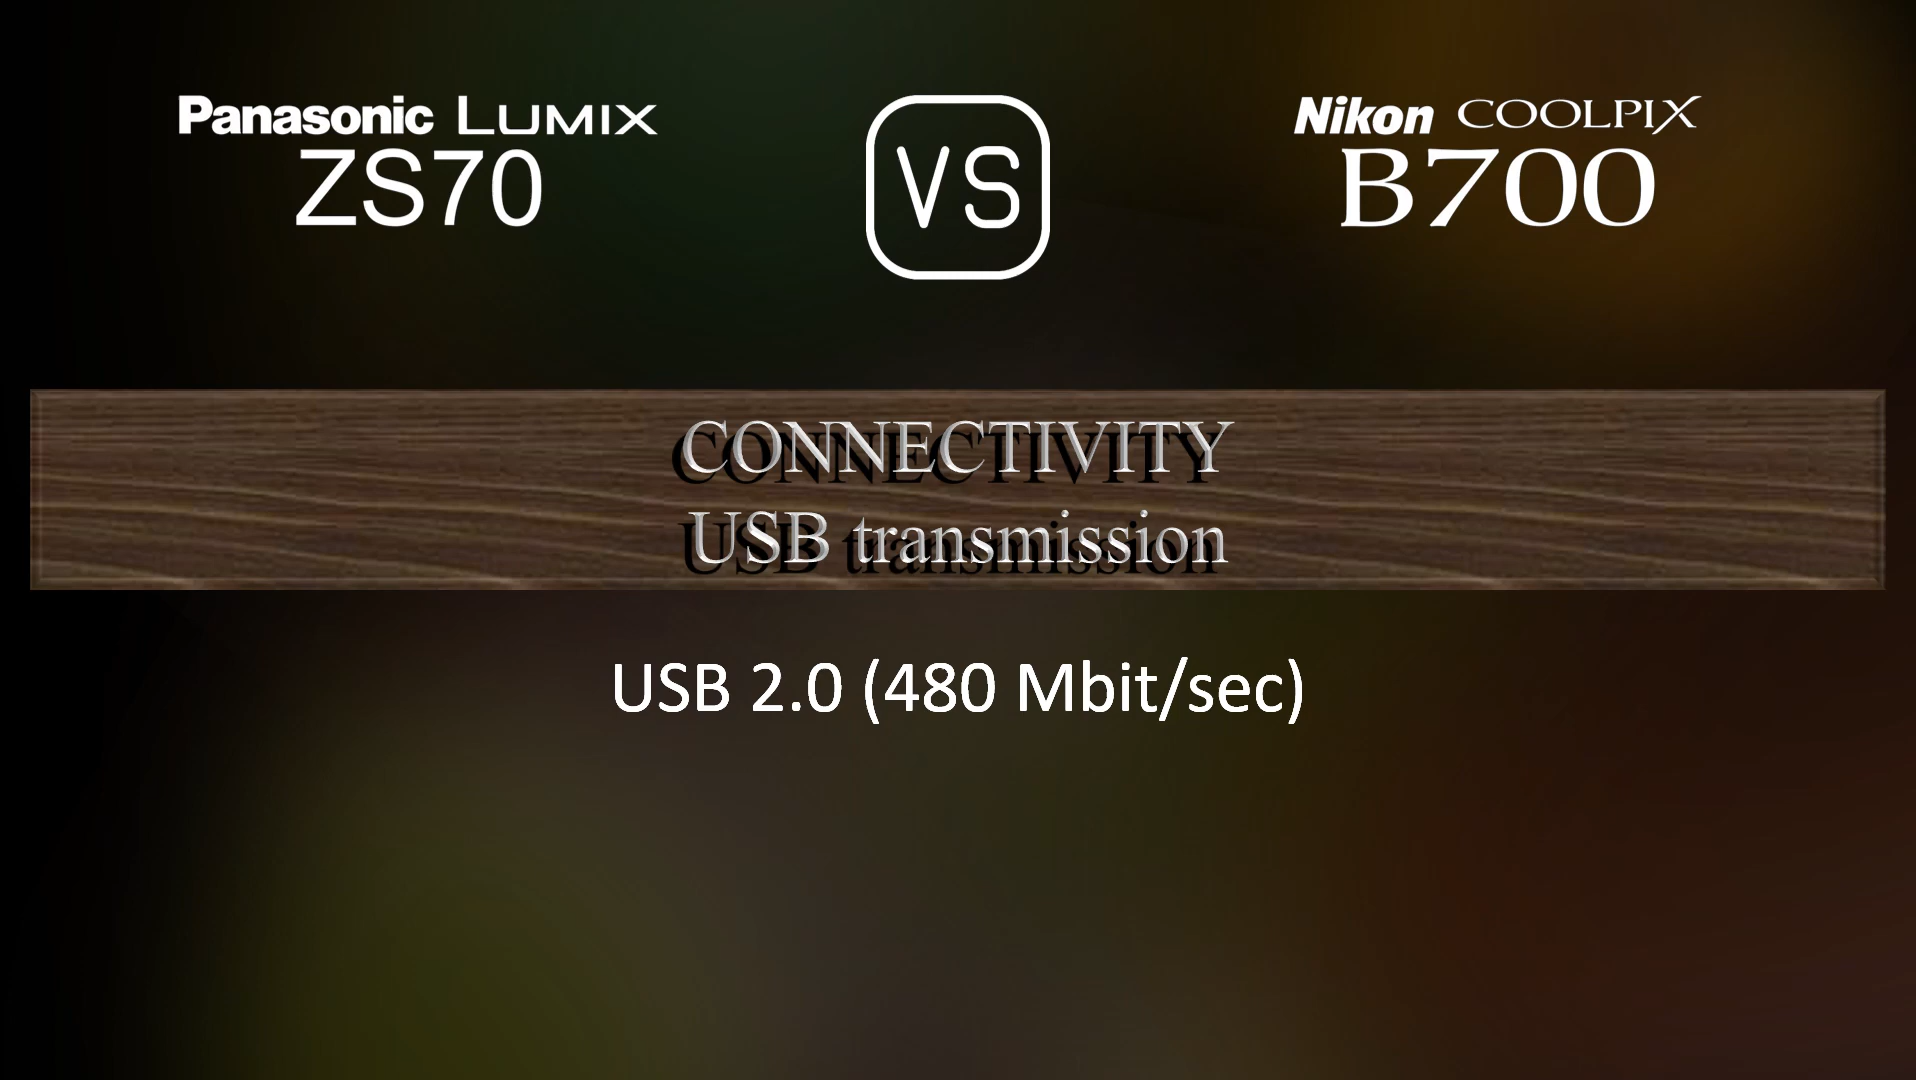 Panasonic LUMIX
ZS70
VS
Nikon COOLPIX
B700
CONNECTIVITY
USB transmission
USB 2.0 (480 Mbit/sec)